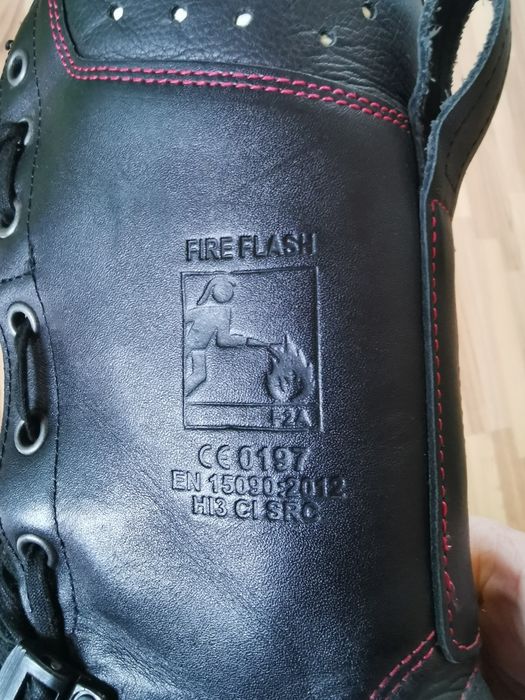 FIRE FLASH
F2A
CE 0197
EN 15090:2012
HI3 CI SRC